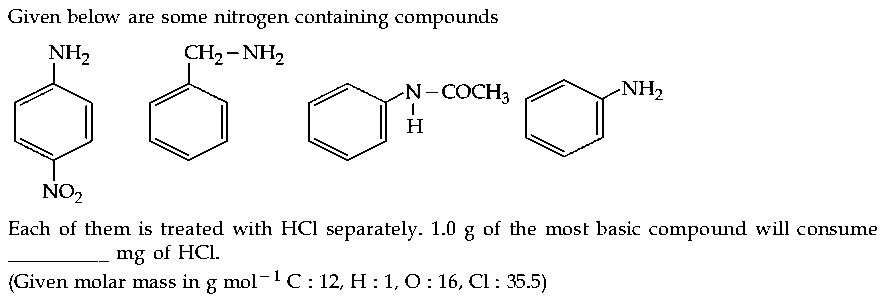 Given below are some nitrogen containing compounds
NH₂ CH₂–NH₂
N–COCH₃ NH₂
H
NO₂
Each of them is treated with HCl separately. 1.0 g of the most basic compound will consume
__________ mg of HCl.
(Given molar mass in g mol⁻¹ C : 12, H : 1, O : 16, Cl : 35.5)